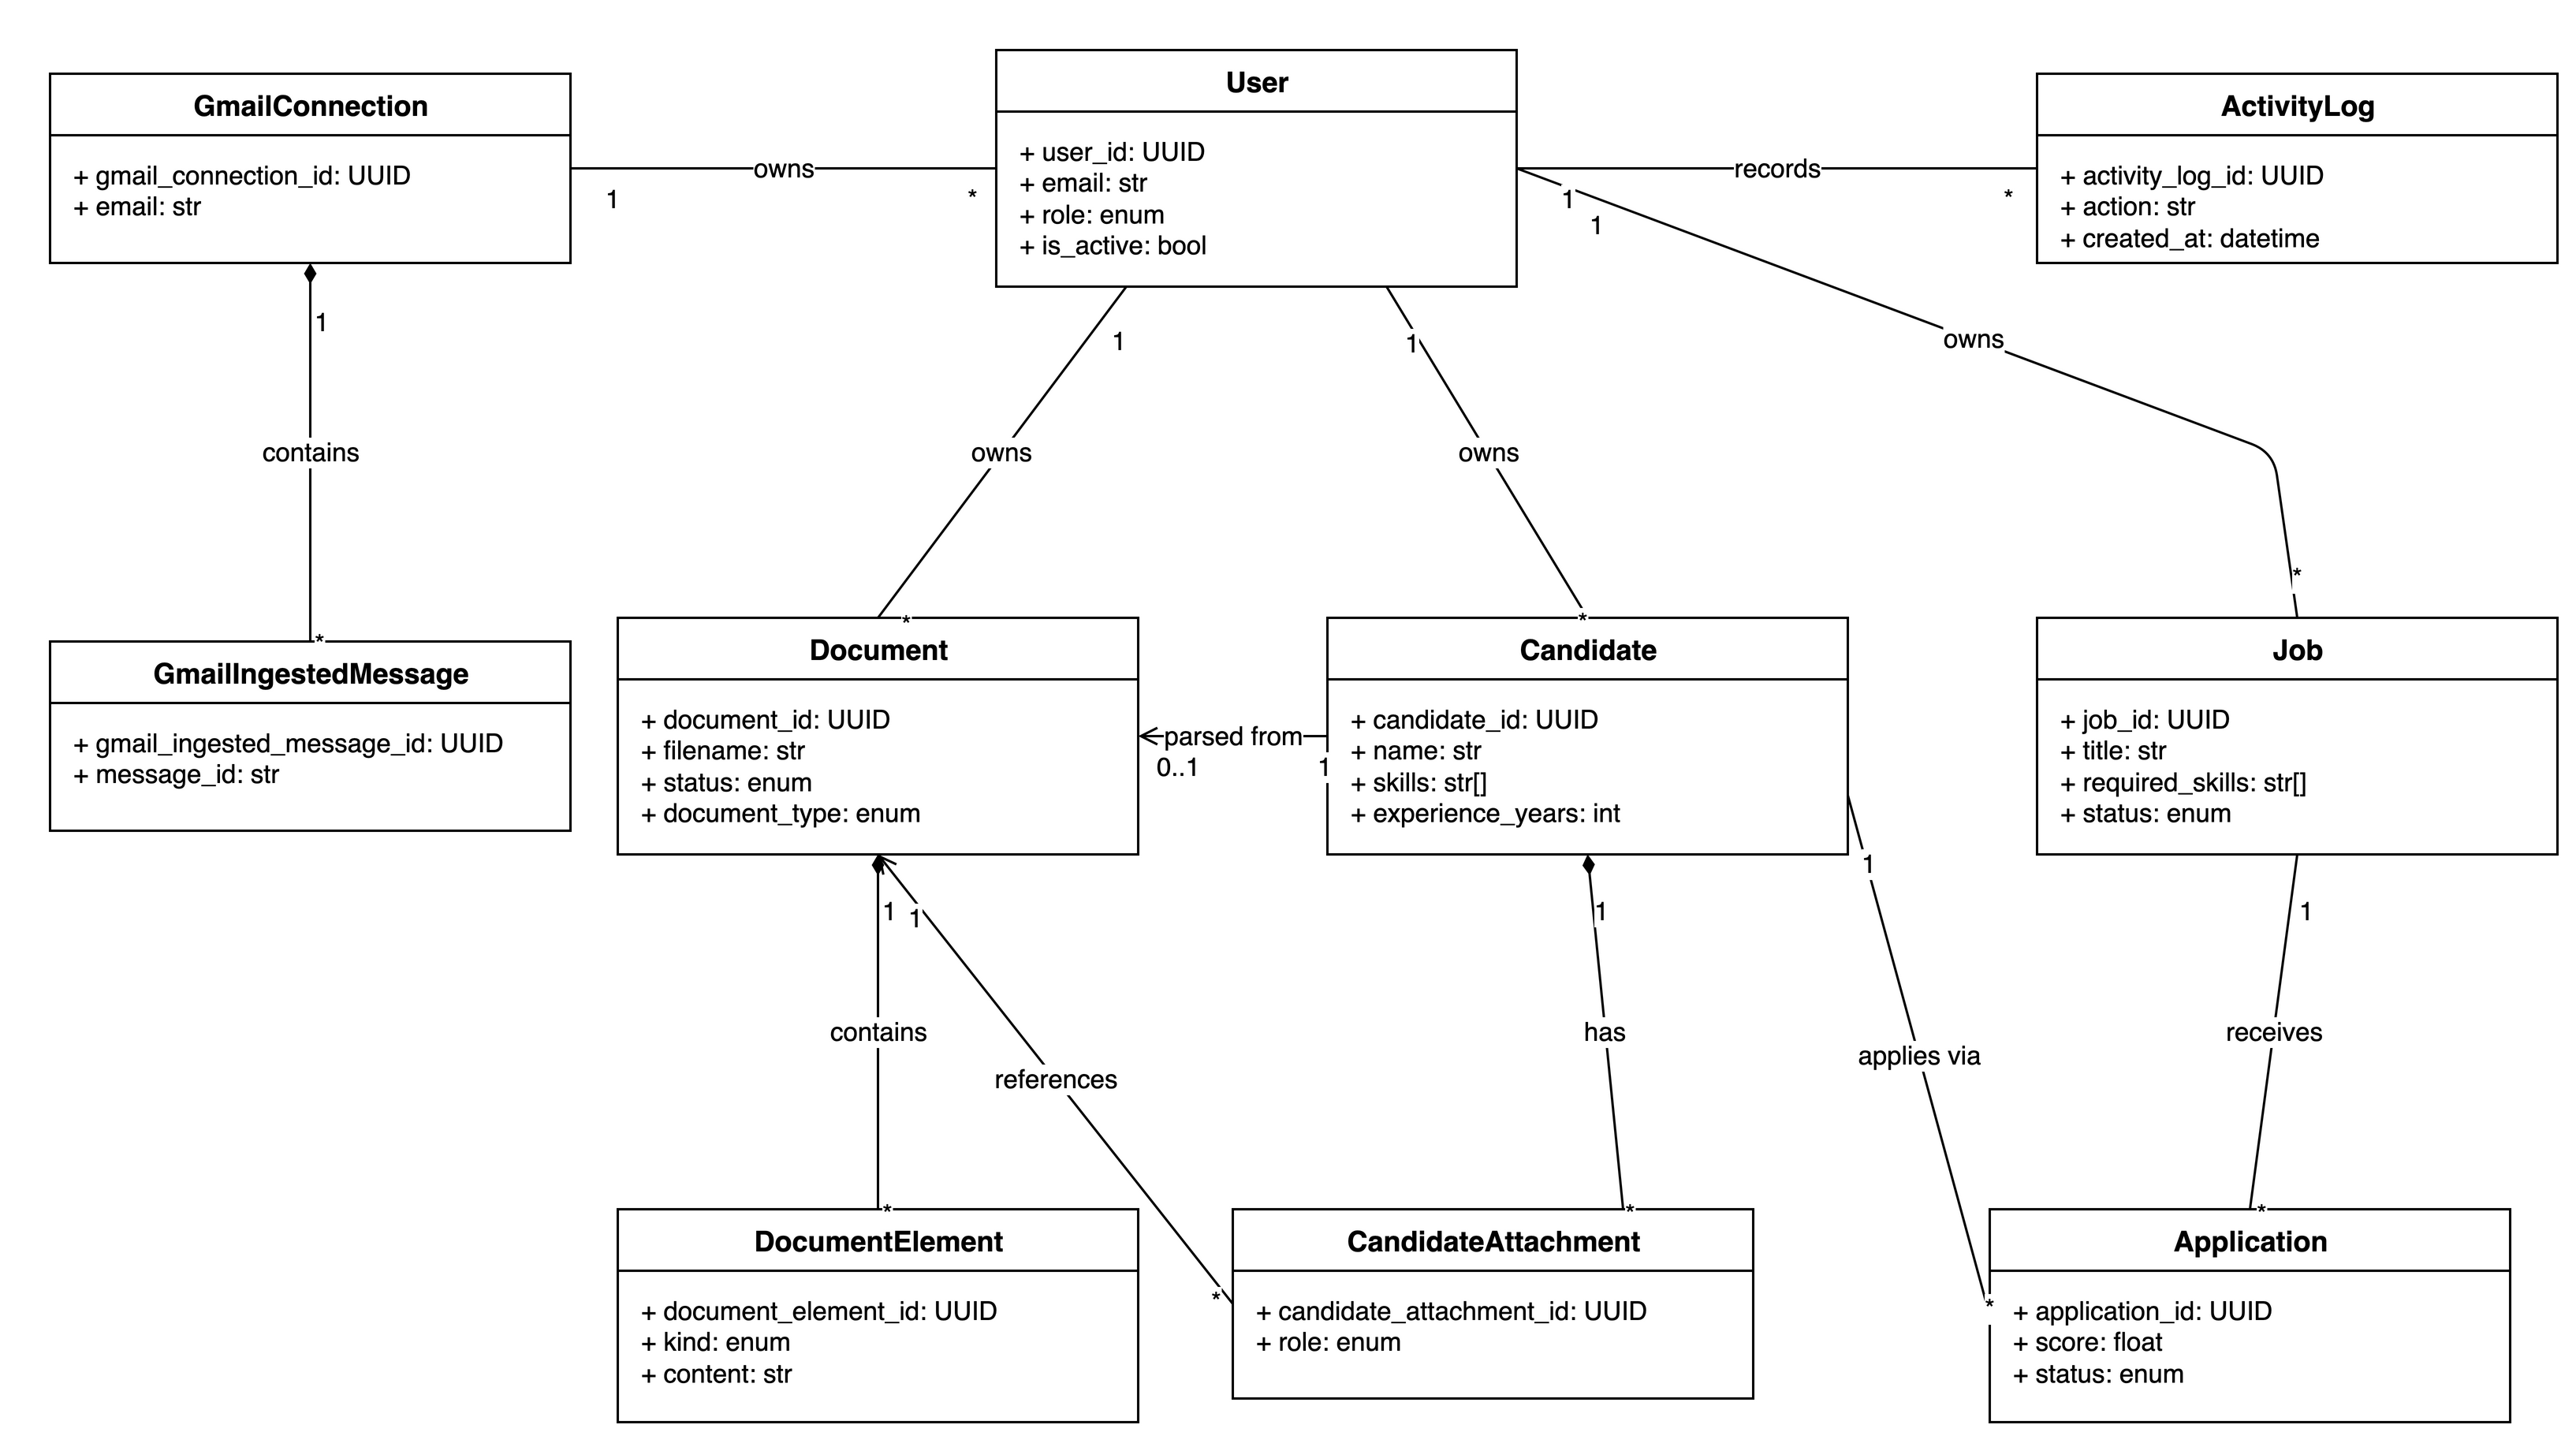 GmailConnection
+ gmail_connection_id: UUID
+ email: str
owns
1
*
User
+ user_id: UUID
+ email: str
+ role: enum
+ is_active: bool
records
1
*
1
ActivityLog
+ activity_log_id: UUID
+ action: str
+ created_at: datetime
1
contains
*
1
owns
*
1
owns
*
owns
*
GmailIngestedMessage
+ gmail_ingested_message_id: UUID
+ message_id: str
Document
+ document_id: UUID
+ filename: str
+ status: enum
+ document_type: enum
parsed from
0..1
1
Candidate
+ candidate_id: UUID
+ name: str
+ skills: str[]
+ experience_years: int
Job
+ job_id: UUID
+ title: str
+ required_skills: str[]
+ status: enum
1
contains
*
1
references
*
1
has
*
1
applies via
*
1
receives
*
DocumentElement
+ document_element_id: UUID
+ kind: enum
+ content: str
CandidateAttachment
+ candidate_attachment_id: UUID
+ role: enum
Application
+ application_id: UUID
+ score: float
+ status: enum